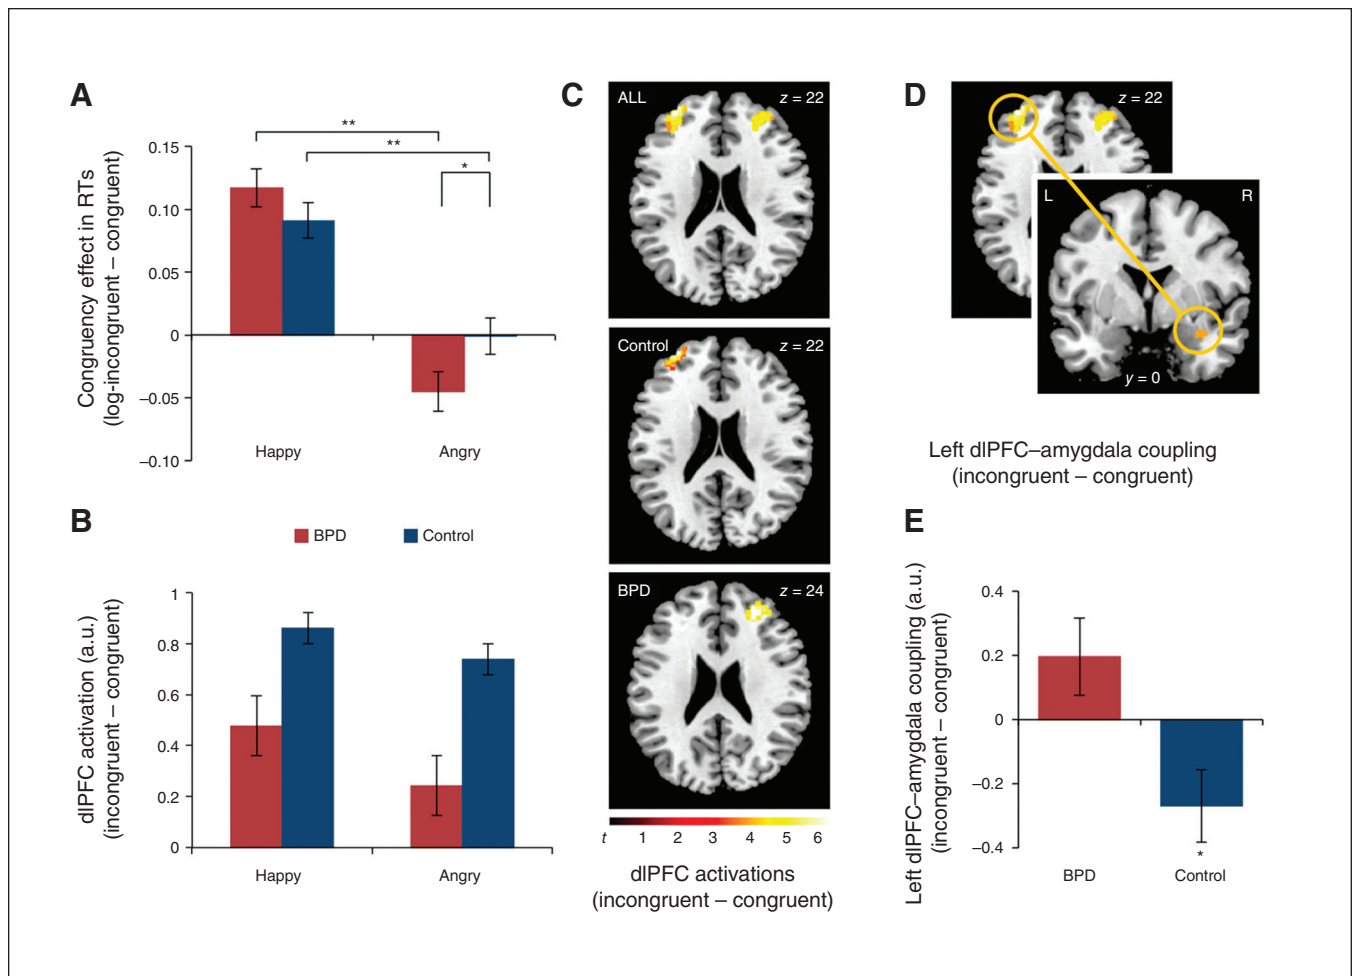 A
Congruency effect in RTs
(log-incongruent – congruent)
0.15
0.10
0.05
0
–0.05
–0.10
**
**
*
Happy
Angry
B
BPD
Control
dlPFC activation (a.u.)
(incongruent – congruent)
1
0.8
0.6
0.4
0.2
0
Happy
Angry
C
ALL
z = 22
Control
z = 22
BPD
z = 24
t 1 2 3 4 5 6
dlPFC activations
(incongruent – congruent)
D
z = 22
L
R
y = 0
Left dlPFC–amygdala coupling
(incongruent – congruent)
E
Left dlPFC–amygdala coupling (a.u.)
(incongruent – congruent)
0.4
0.2
0
–0.2
–0.4
*
BPD
Control